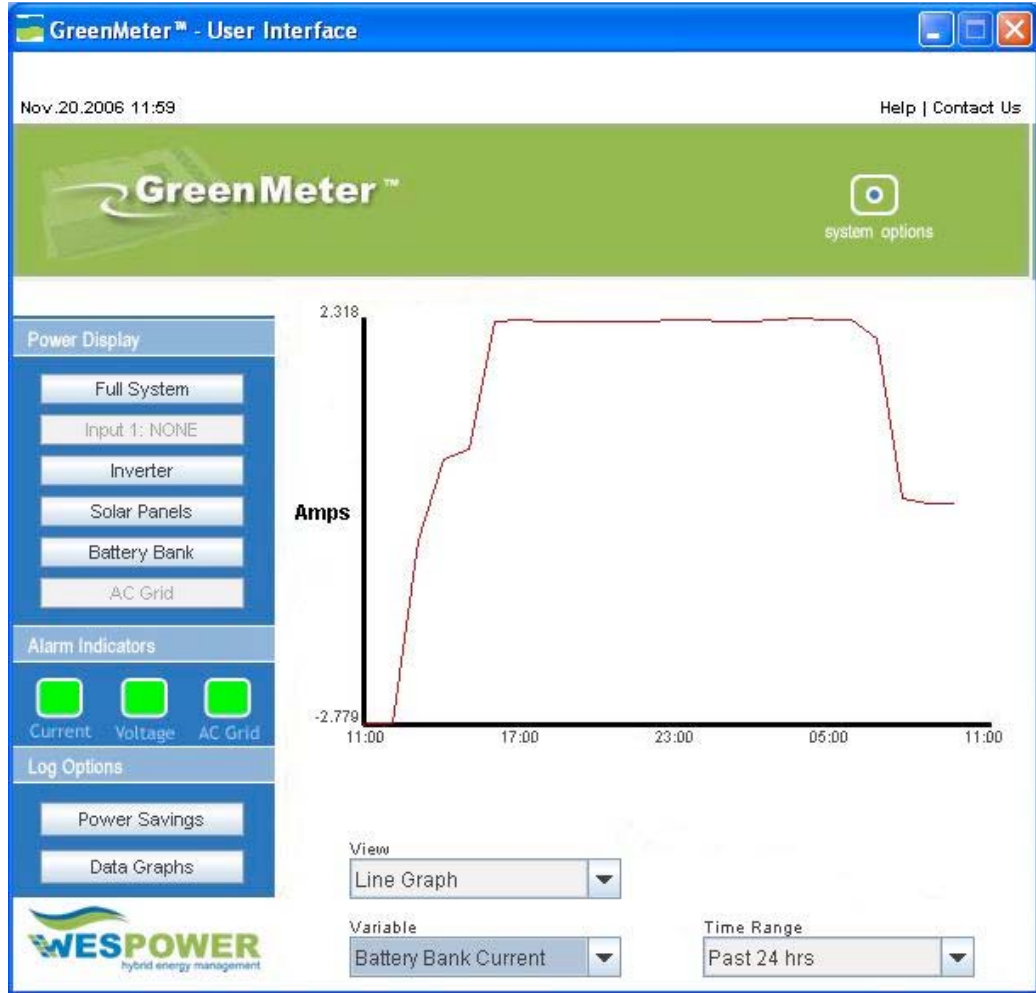 GreenMeter™ - User Interface
Nov.20.2006 11:59
Help | Contact Us
GreenMeter™
system options
Power Display
Full System
Input 1: NONE
Inverter
Solar Panels
Battery Bank
AC Grid
Alarm Indicators
Current Voltage AC Grid
Log Options
Power Savings
Data Graphs
WESPOWER
hybrid energy management
2.318
Amps
-2.779
11:00 17:00 23:00 05:00 11:00
View
Line Graph
Variable
Battery Bank Current
Time Range
Past 24 hrs